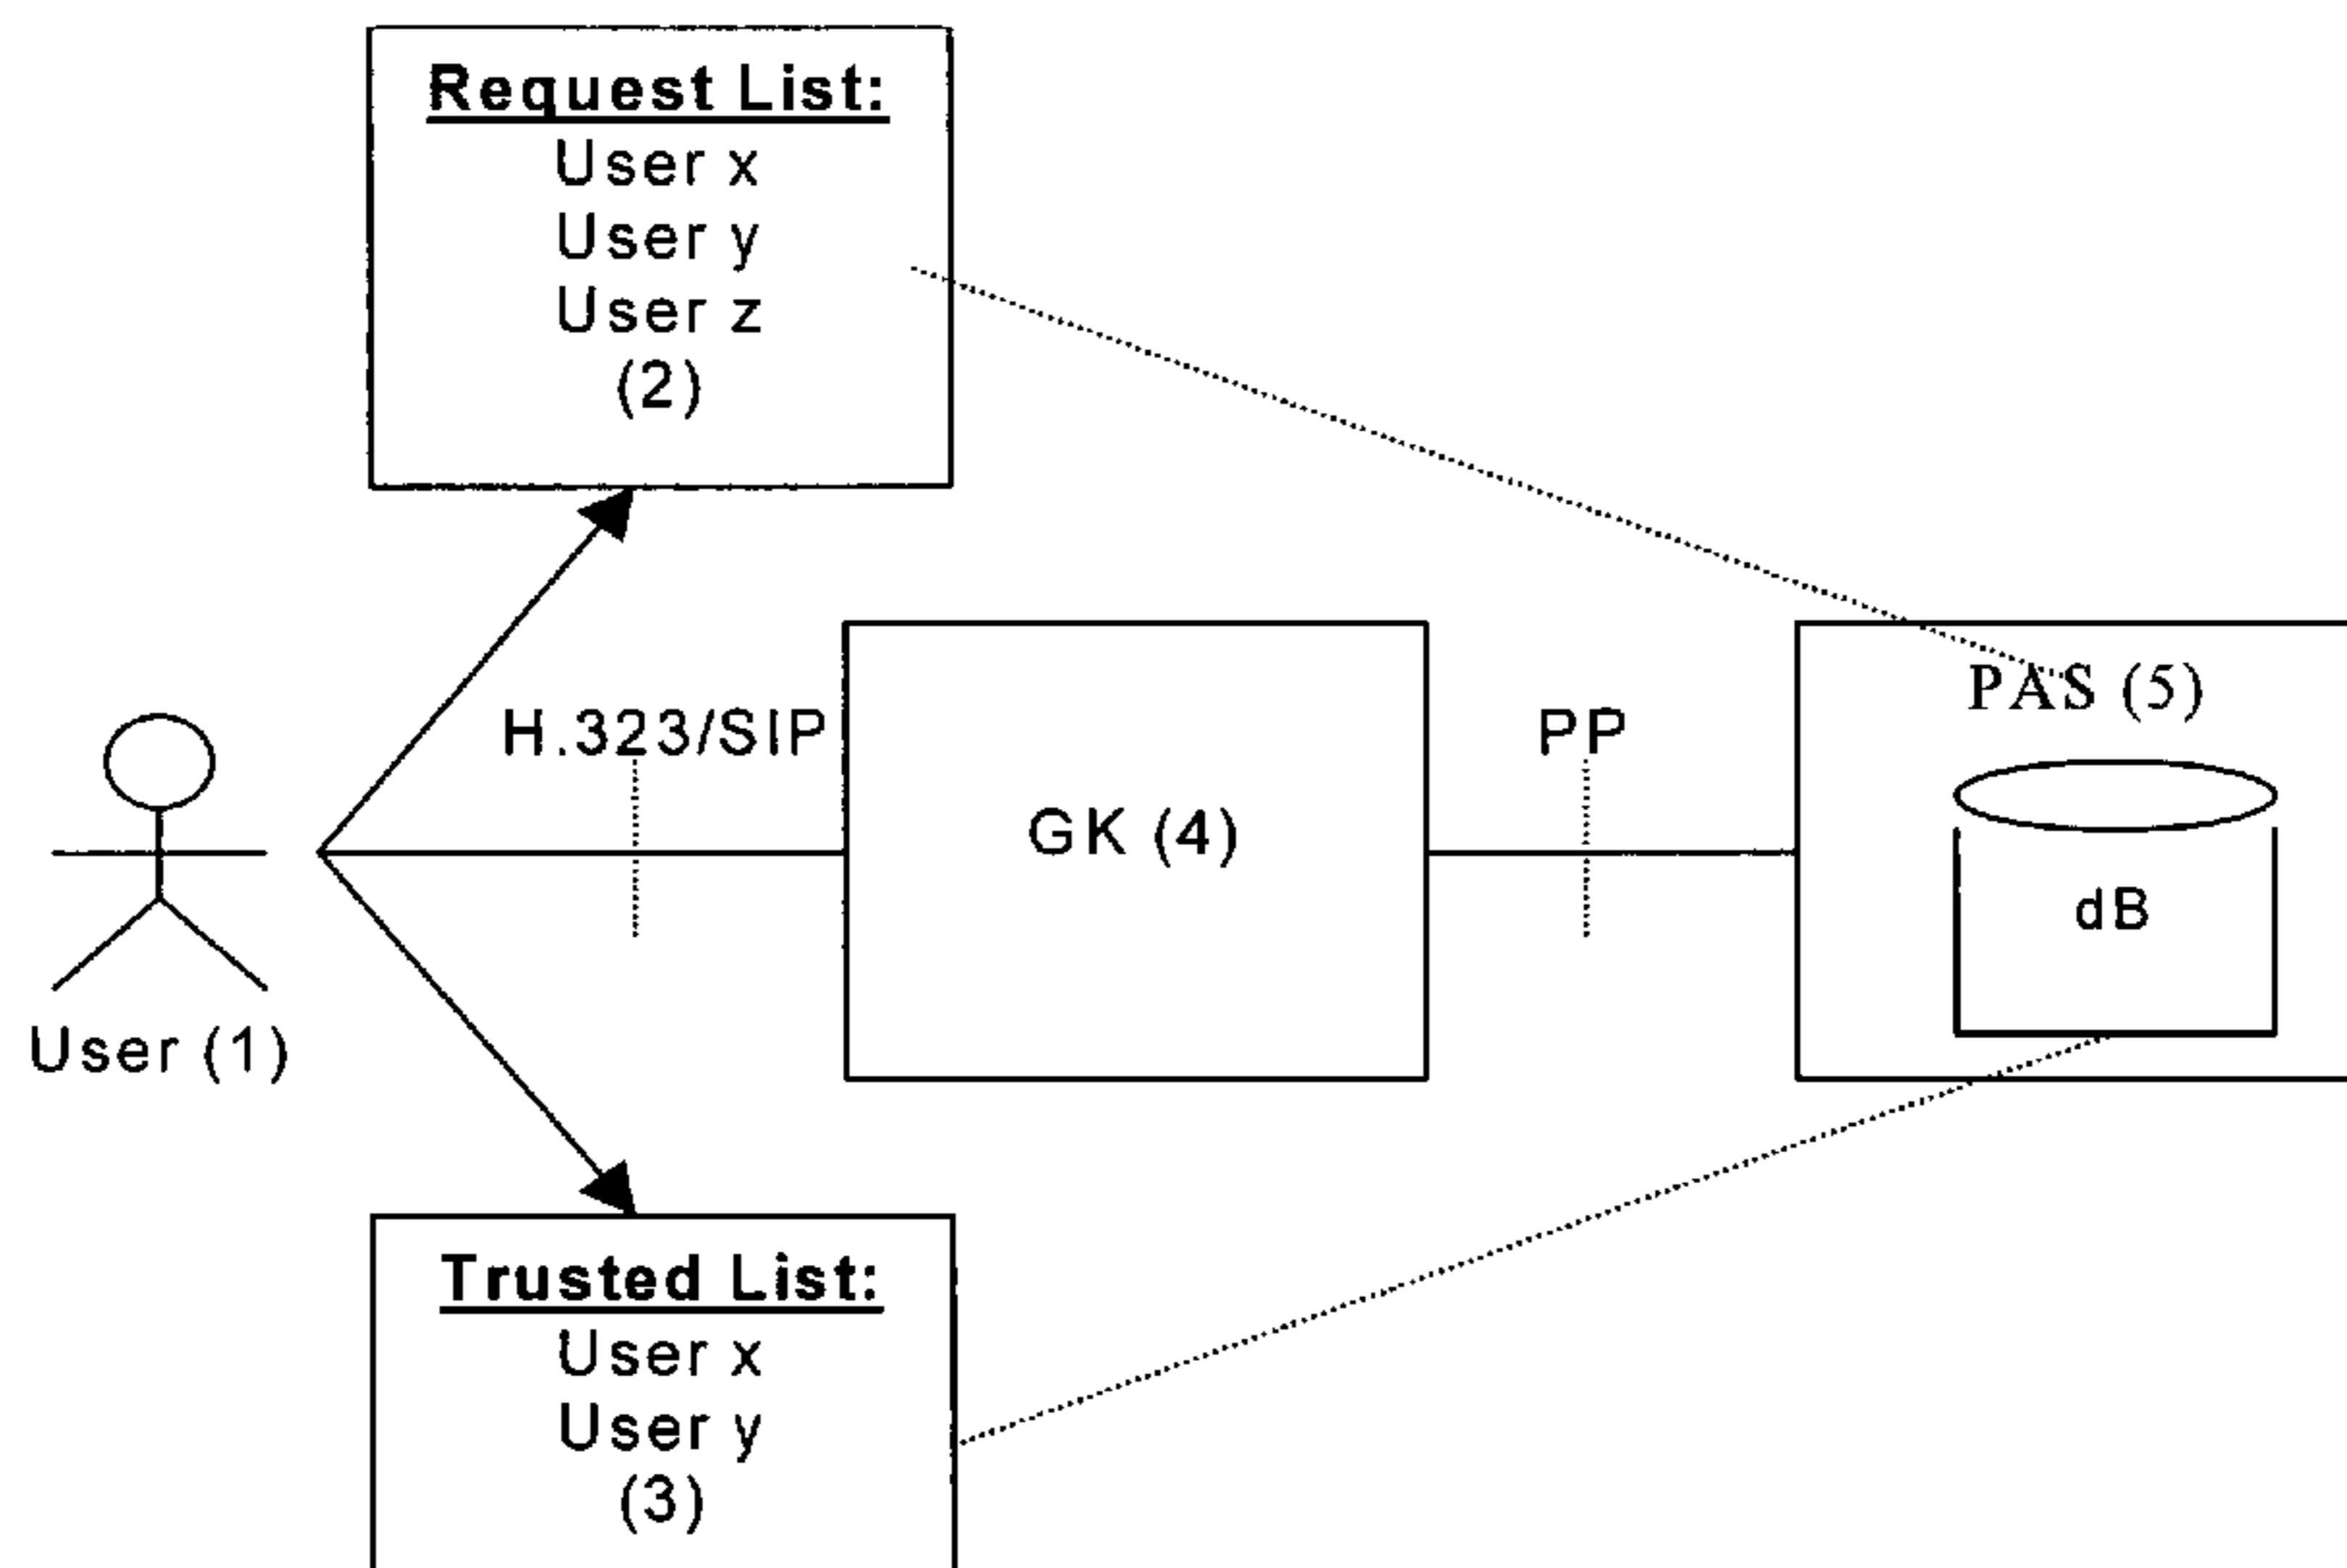 Request List:
User x
User y
User z
(2)
H.323/SIP
PP
PAS (5)
GK (4)
dB
User (1)
Trusted List:
User x
User y
(3)